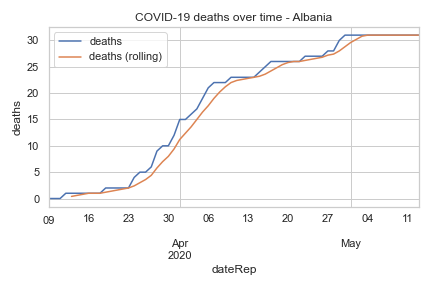 COVID-19 deaths over time - Albania
deaths
deaths (rolling)
deaths
30
25
20
15
10
5
0
09 16 23 30 06 13 20 27 04 11
Apr May
2020
dateRep